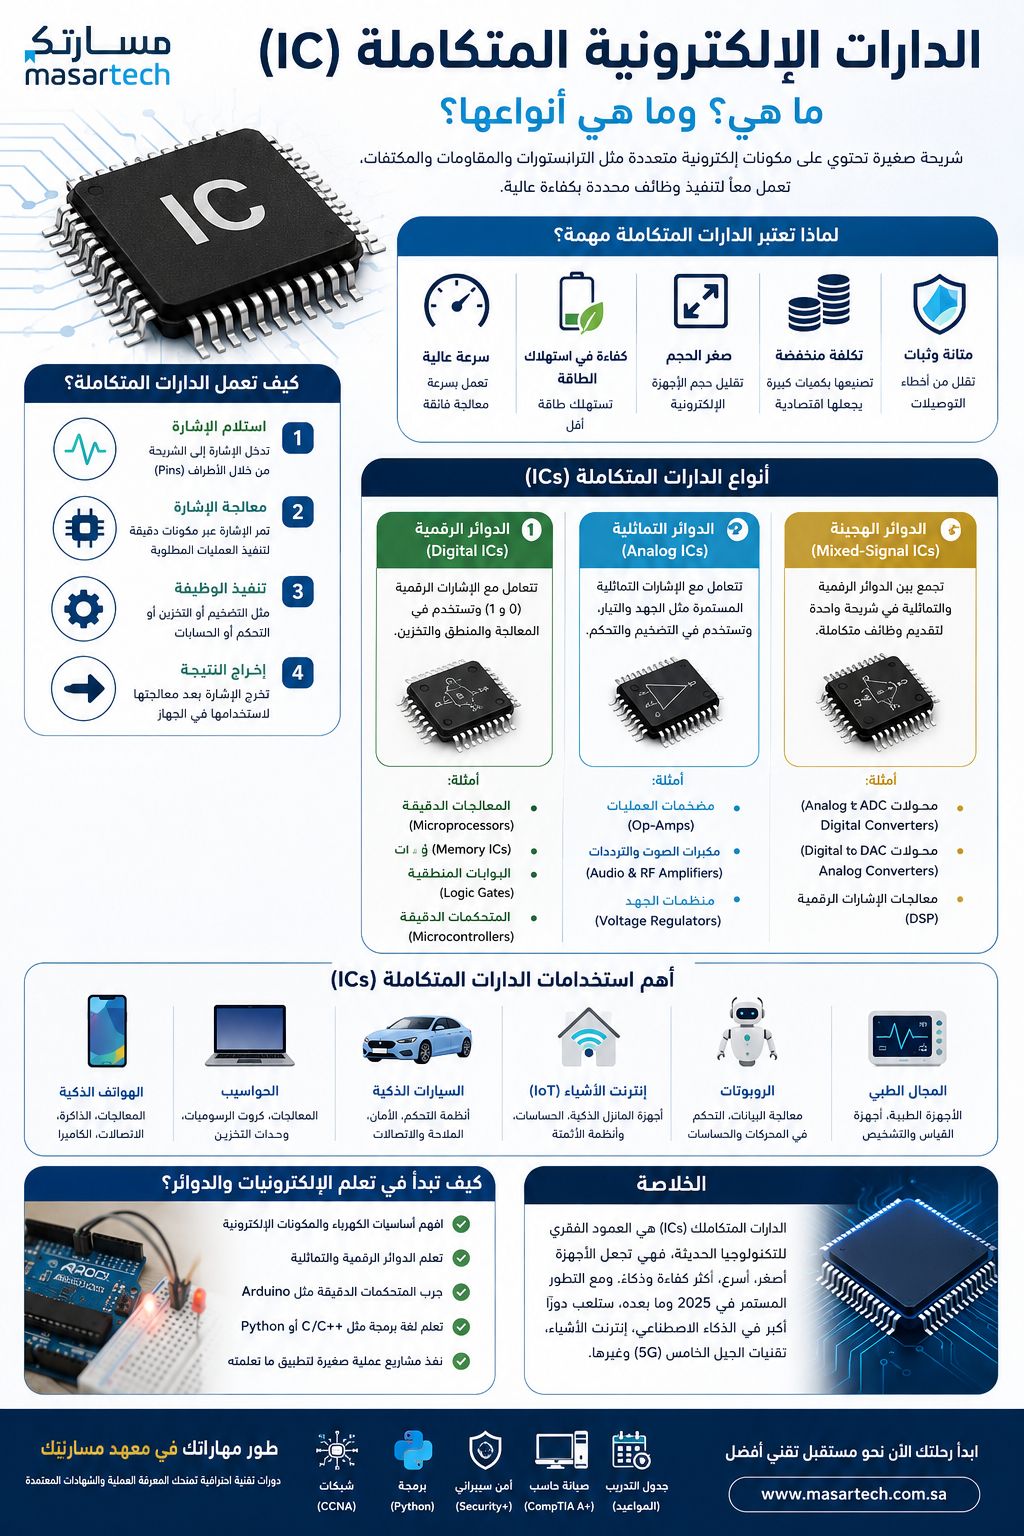 مسارتك
masartech
الدارات الإلكترونية المتكاملة (IC)
ما هي؟ وما هي أنواعها؟
شريحة صغيرة تحتوي على مكونات إلكترونية متعددة مثل الترانزستورات والمقاومات والمكثفات،
تعمل معاً لتنفيذ وظائف محددة بكفاءة عالية.
IC
لماذا تعتبر الدارات المتكاملة مهمة؟
متانة وثبات
تقلل من أخطاء
التوصيلات
تكلفة منخفضة
تصنيعها بكميات كبيرة
يجعلها اقتصادية
صغر الحجم
تقليل حجم الأجهزة
الإلكترونية
كفاءة في استهلاك
الطاقة
تستهلك طاقة
أقل
سرعة عالية
تعمل بسرعة
معالجة فائقة
كيف تعمل الدارات المتكاملة؟
1
استلام الإشارة
تدخل الإشارة إلى الشريحة
من خلال الأطراف (Pins)
2
معالجة الإشارة
تمر الإشارة عبر مكونات دقيقة
لتنفيذ العمليات المطلوبة
3
تنفيذ الوظيفة
مثل التضخيم أو التخزين أو
التحكم أو الحسابات
4
إخراج النتيجة
تخرج الإشارة بعد معالجتها
لاستخدامها في الجهاز
أنواع الدارات المتكاملة (ICs)
الدوائر الهجينة
(Mixed-Signal ICs)
تجمع بين الدوائر الرقمية
والتماثلية في شريحة واحدة
لتقديم وظائف متكاملة.
أمثلة:
محولات Analog t ADC)
Digital Converters)
محولات Digital to DAC)
Analog Converters)
معالجات الإشارات الرقمية
(DSP)
2 الدوائر التماثلية
(Analog ICs)
تتعامل مع الإشارات التماثلية
المستمرة مثل الجهد والتيار،
وتستخدم في التضخيم والتحكم.
أمثلة:
مضخمات العمليات
(Op-Amps)
مكبرات الصوت والترددات
(Audio & RF Amplifiers)
منظمات الجهد
(Voltage Regulators)
1 الدوائر الرقمية
(Digital ICs)
تتعامل مع الإشارات الرقمية
(0 و 1) وتستخدم في
المعالجة والمنطق والتخزين.
أمثلة:
المعالجات الدقيقة
(Microprocessors)
(Memory ICs)
البوابات المنطقية
(Logic Gates)
المتحكمات الدقيقة
(Microcontrollers)
أهم استخدامات الدارات المتكاملة (ICs)
المجال الطبي
الأجهزة الطبية، أجهزة
القياس والتشخيص
الروبوتات
معالجة البيانات، التحكم
في المحركات والحساسات
إنترنت الأشياء (IoT)
أجهزة المنازل الذكية، الحساسات،
وأنظمة الأتمتة
السيارات الذكية
أنظمة التحكم، الأمان،
الملاحة والاتصالات
الحواسيب
المعالجات، كروت الرسوميات،
وحدات التخزين
الهواتف الذكية
المعالجات، الذاكرة،
الاتصالات، الكاميرا
الخلاصة
الدارات المتكاملك (ICs) هي العمود الفقري
للتكنولوجيا الحديثة، فهي تجعل الأجهزة
أصغر، أسرع، أكثر كفاءة وذكاءً. ومع التطور
المستمر في 2025 وما بعده، ستلعب دورًا
أكبر في الذكاء الاصطناعي، إنترنت الأشياء،
تقنيات الجيل الخامس (5G) وغيرها.
كيف تبدأ في تعلم الإلكترونيات والدوائر؟
افهم أساسيات الكهرباء والمكونات الإلكترونية
تعلم الدوائر الرقمية والتماثلية
جرب المتحكمات الدقيقة مثل Arduino
تعلم لغة برمجة مثل C/C++ أو Python
نفذ مشاريع عملية صغيرة لتطبيق ما تعلمته
ابدأ رحلتك الآن نحو مستقبل تقني أفضل
www.masartech.com.sa
جدول التدريب
(المواعيد)
صيانة حاسب
(CompTIA A+)
أمن سيبراني
(Security+)
برمجة
(Python)
شبكات
(CCNA)
طور مهاراتك في معهد
دورات تقنية احترافية تمنحك المعرفة العملية والشهادات المعتمدة